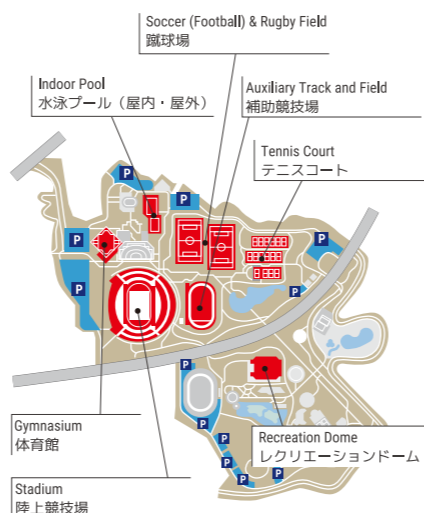 Soccer (Football) & Rugby Field
蹴球場
Indoor Pool
水泳プール（屋内・屋外）
Auxiliary Track and Field
補助競技場
Tennis Court
テニスコート
P
P
P
P
P
P
P
P
P
P
P
P
P
Gymnasium
体育館
Recreation Dome
レクリエーションドーム
Stadium
陸上競技場